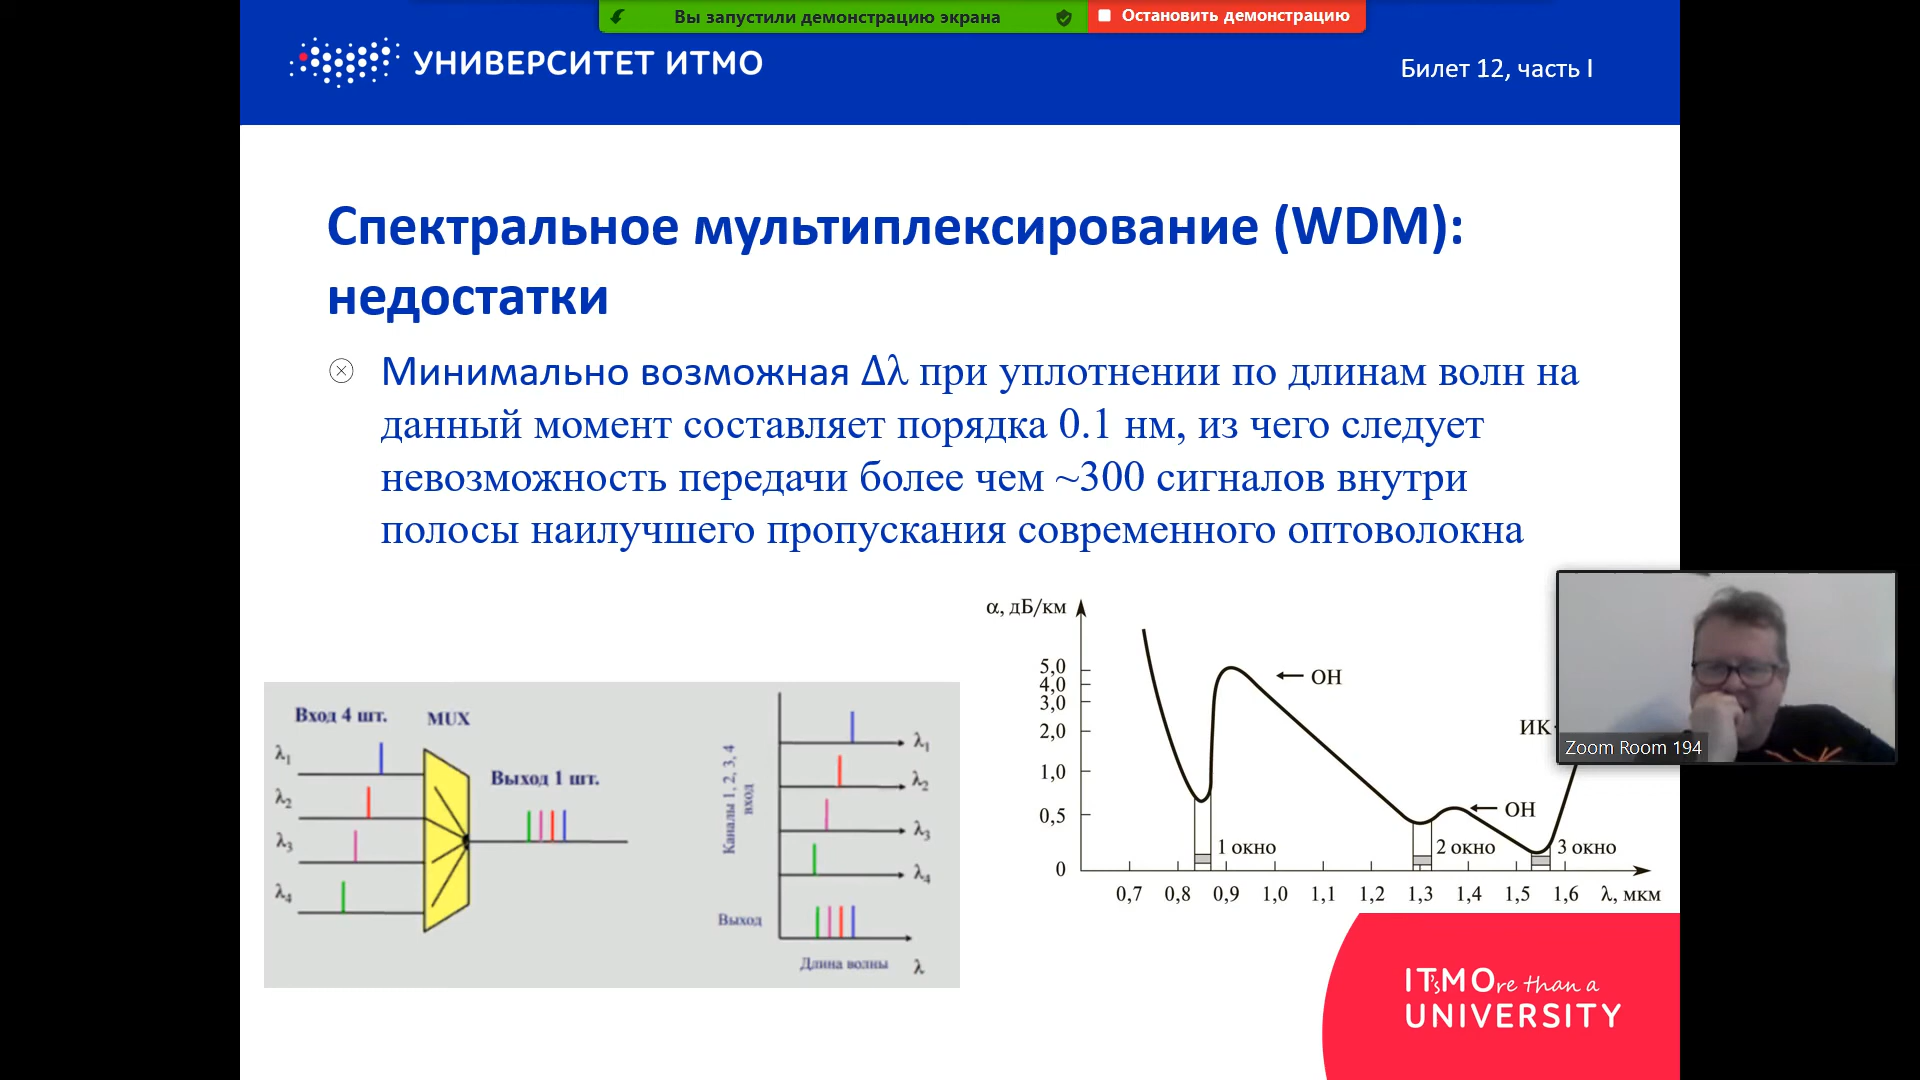 Вы запустили демонстрацию экрана
Остановить демонстрацию
УНИВЕРСИТЕТ ИТМО
Билет 12, часть I
Спектральное мультиплексирование (WDM):
недостатки
Минимально возможная Δλ при уплотнении по длинам волн на
данный момент составляет порядка 0.1 нм, из чего следует
невозможность передачи более чем ~300 сигналов внутри
полосы наилучшего пропускания современного оптоволокна
Вход 4 шт.
MUX
λ1
λ2
λ3
λ4
Выход 1 шт.
Каналы 1, 2, 3, 4
вход
λ1
λ2
λ3
λ4
Выход
Длина волны
λ
α, дБ/км
5,0
4,0
3,0
2,0
1,0
0,5
0
OH
OH
ИК
1 окно
2 окно
3 окно
0,7 0,8 0,9 1,0 1,1 1,2 1,3 1,4 1,5 1,6 λ, мкм
Zoom Room 194
IT'sMOre than a
UNIVERSITY